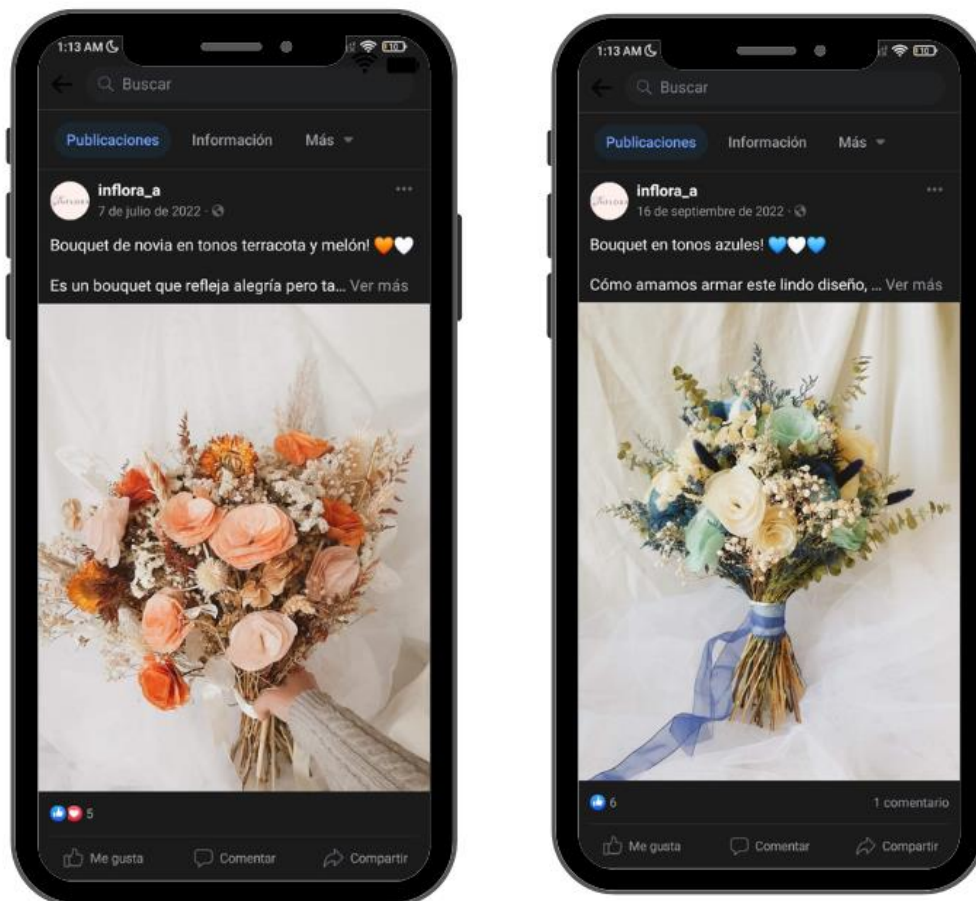 1:13 AM
10
Buscar
Publicaciones Información Más
inflora_a
7 de julio de 2022 ·
Bouquet de novia en tonos terracota y melón! 🧡🤍
Es un bouquet que refleja alegría pero ta... Ver más
5
Me gusta Comentar Compartir
1:13 AM
10
Buscar
Publicaciones Información Más
inflora_a
16 de septiembre de 2022 ·
Bouquet en tonos azules! 💙🤍💙
Cómo amamos armar este lindo diseño, ... Ver más
6 1 comentario
Me gusta Comentar Compartir